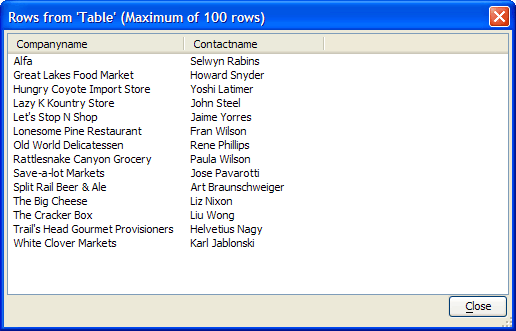 Rows from 'Table' (Maximum of 100 rows)
Companyname Contactname
Alfa Selwyn Rabins
Great Lakes Food Market Howard Snyder
Hungry Coyote Import Store Yoshi Latimer
Lazy K Kountry Store John Steel
Let's Stop N Shop Jaime Yorres
Lonesome Pine Restaurant Fran Wilson
Old World Delicatessen Rene Phillips
Rattlesnake Canyon Grocery Paula Wilson
Save-a-lot Markets Jose Pavarotti
Split Rail Beer & Ale Art Braunschweiger
The Big Cheese Liz Nixon
The Cracker Box Liu Wong
Trail's Head Gourmet Provisioners Helvetius Nagy
White Clover Markets Karl Jablonski
Close